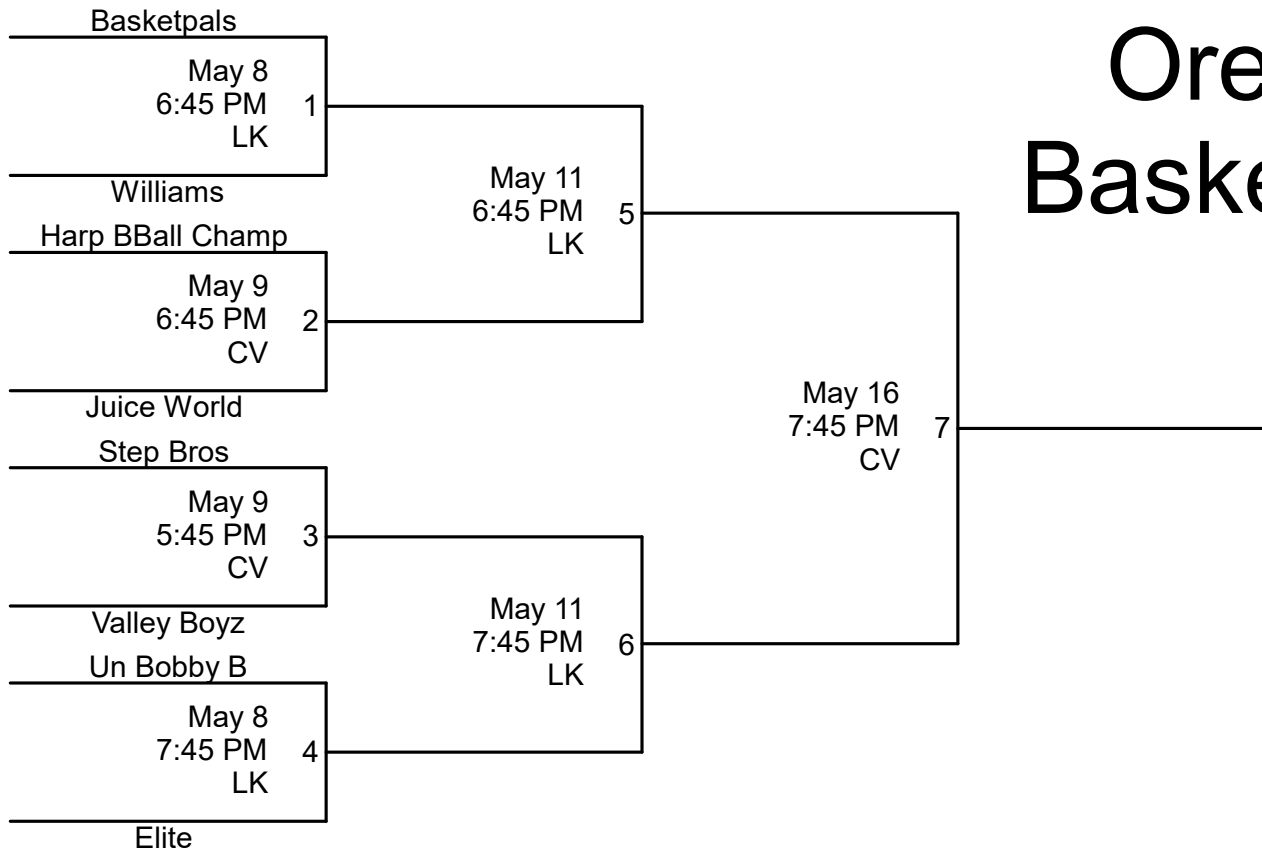 Basketpals
May 8
6:45 PM
1
LK
Williams
Harp BBall Champ
May 9
6:45 PM
2
CV
Juice World
Step Bros
May 9
5:45 PM
3
CV
Valley Boyz
Un Bobby B
May 8
7:45 PM
4
LK
Elite
May 11
6:45 PM
5
LK
May 11
7:45 PM
6
LK
May 16
7:45 PM
7
CV
Ore
Baske